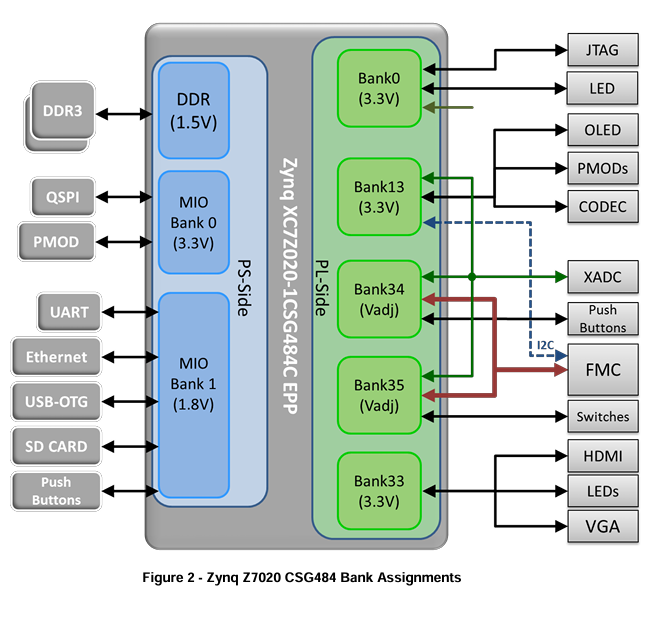 DDR3
QSPI
PMOD
UART
Ethernet
USB-OTG
SD CARD
Push
Buttons
DDR
(1.5V)
MIO
Bank 0
(3.3V)
MIO
Bank 1
(1.8V)
PS-Side
Zynq XC7Z020-1CSG484C EPP
PL-Side
Bank0
(3.3V)
Bank13
(3.3V)
Bank34
(Vadj)
Bank35
(Vadj)
Bank33
(3.3V)
I2C
JTAG
LED
OLED
PMODs
CODEC
XADC
Push
Buttons
FMC
Switches
HDMI
LEDs
VGA
Figure 2 - Zynq Z7020 CSG484 Bank Assignments